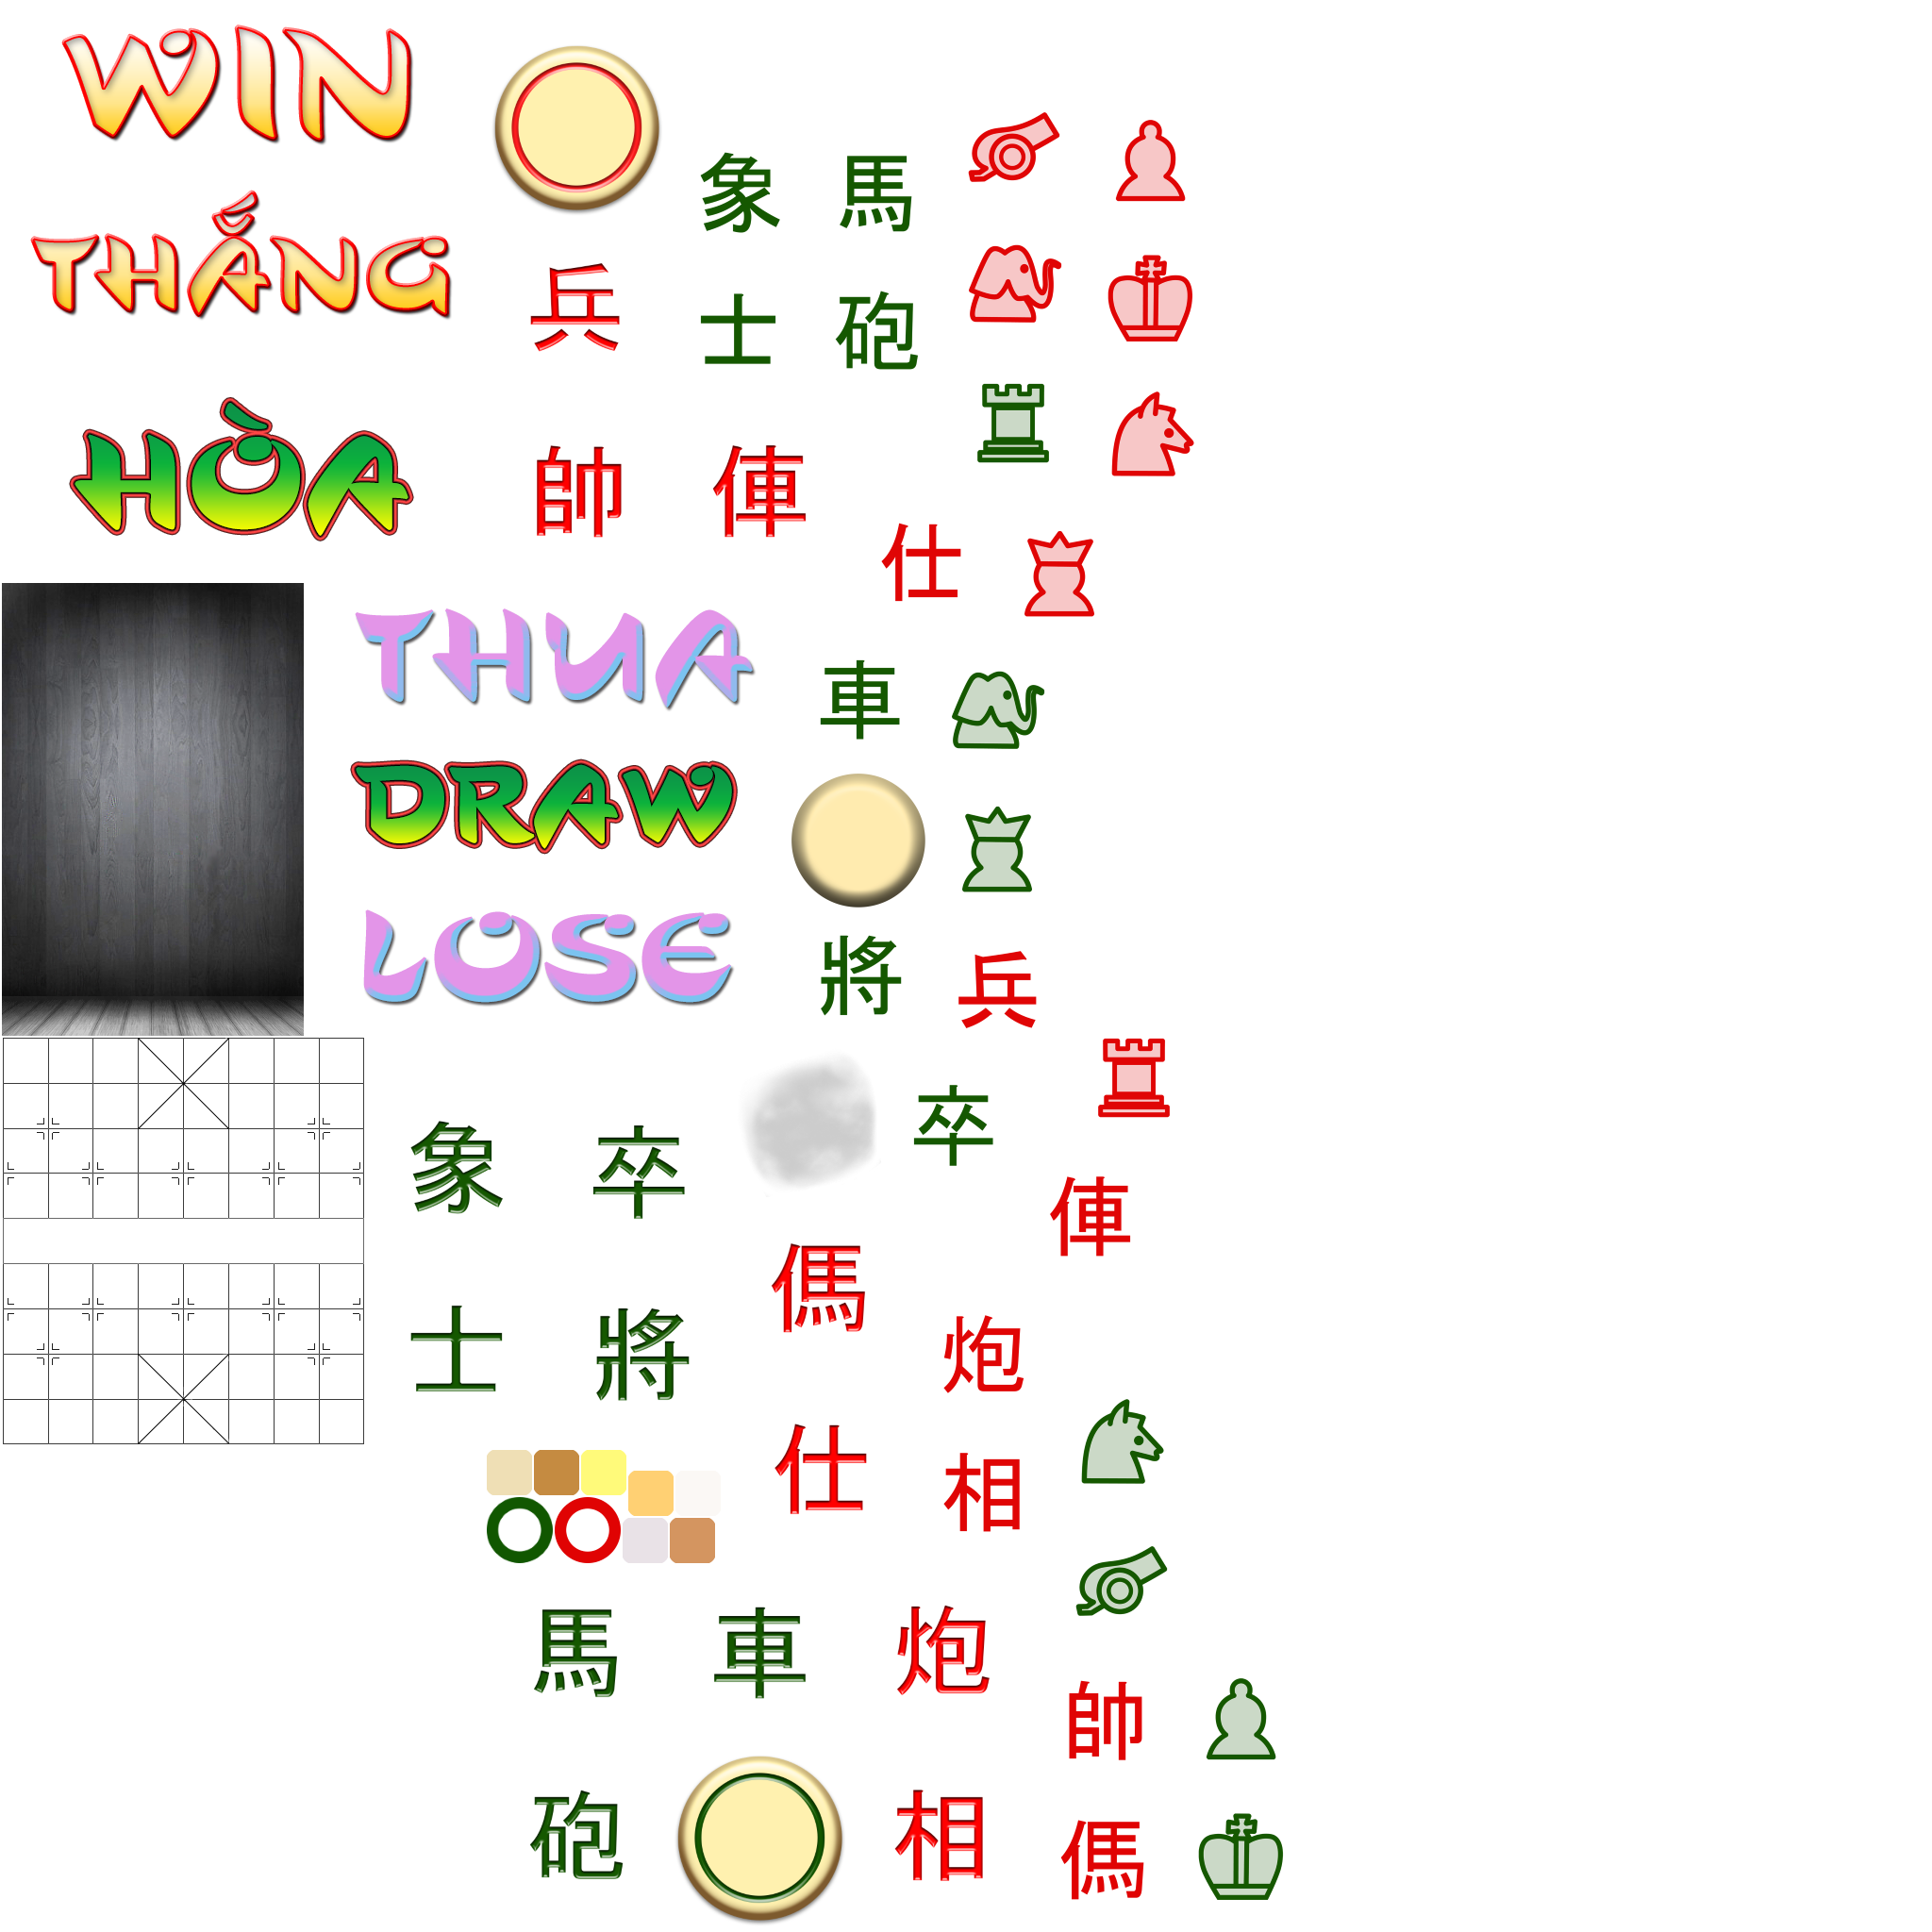 WIN
象 馬
THẮNG
兵
士 砲
HÒA
帥 俥
仕
THUA
車
DRAW
LOSE
將 兵
象 卒
卒
俥
傌
士 將
炮
仕
相
馬 車 炮
帥
砲 相
傌